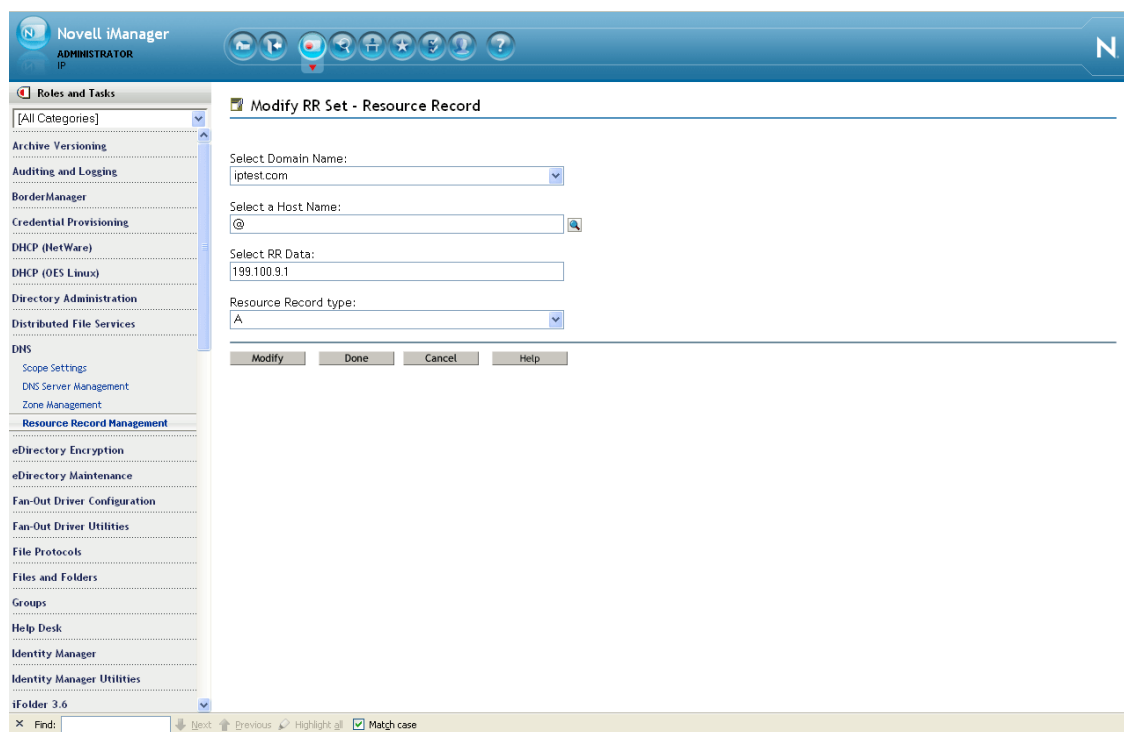 Novell iManager
ADMINISTRATOR
IP
N
Roles and Tasks
[All Categories]
Archive Versioning
Auditing and Logging
BorderManager
Credential Provisioning
DHCP (NetWare)
DHCP (OES Linux)
Directory Administration
Distributed File Services
DNS
Scope Settings
DNS Server Management
Zone Management
Resource Record Management
eDirectory Encryption
eDirectory Maintenance
Fan-Out Driver Configuration
Fan-Out Driver Utilities
File Protocols
Files and Folders
Groups
Help Desk
Identity Manager
Identity Manager Utilities
iFolder 3.6
Modify RR Set - Resource Record
Select Domain Name:
iptest.com
Select a Host Name:
@
Select RR Data:
199.100.9.1
Resource Record type:
A
Modify Done Cancel Help
× Find: Next Previous Highlight all Match case